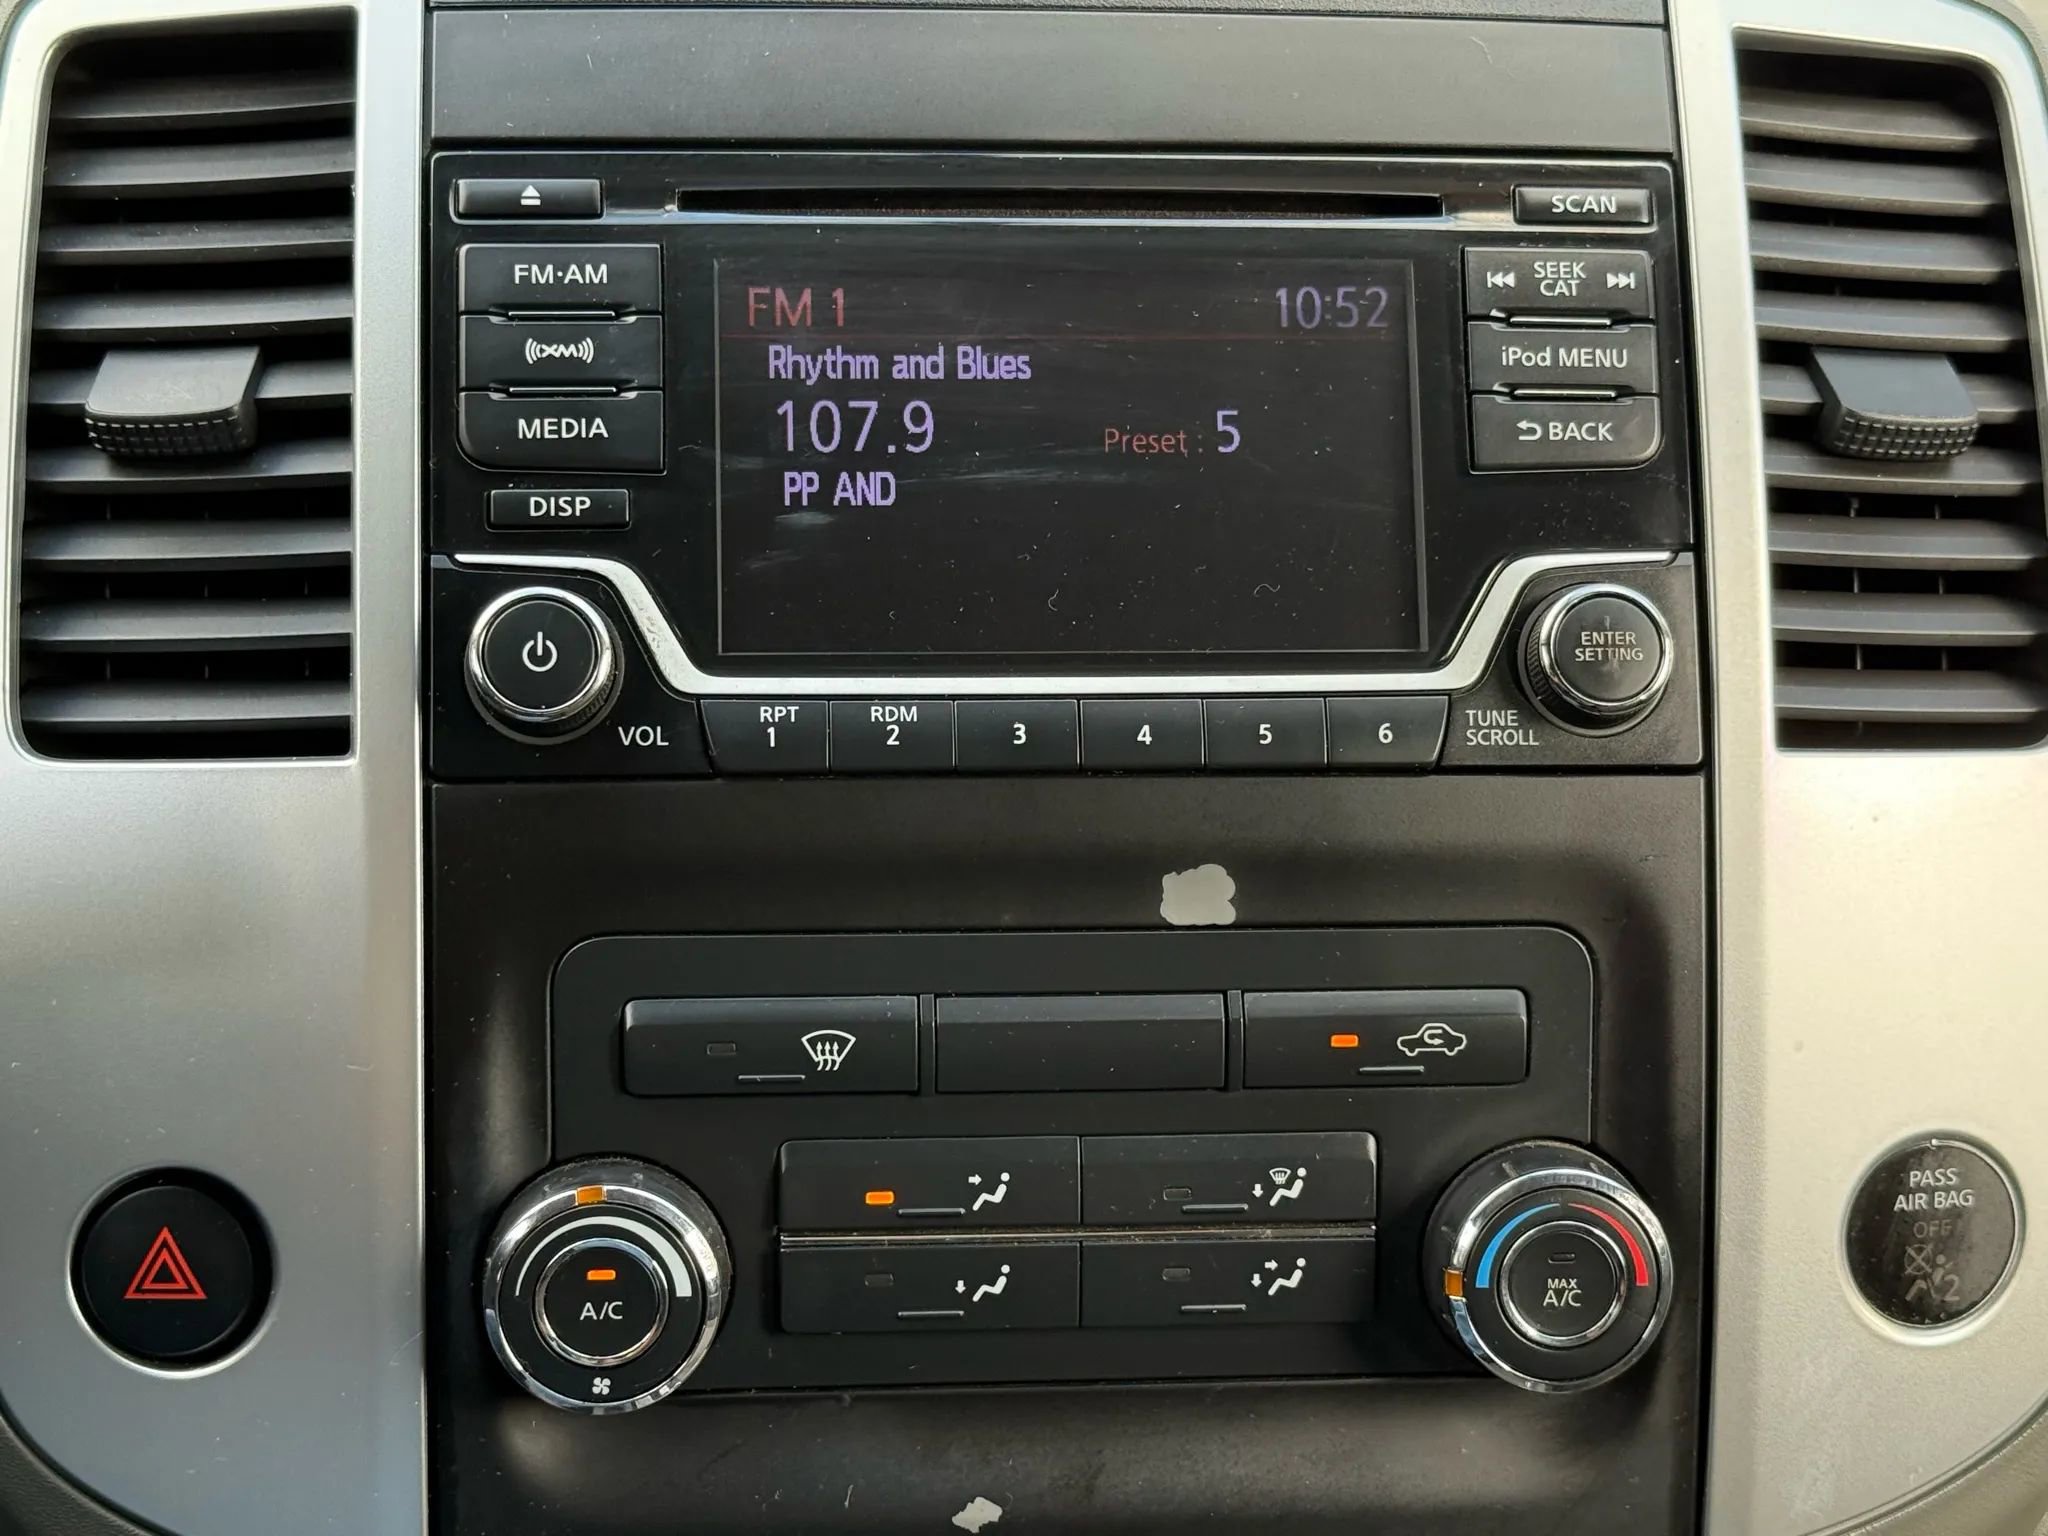 SCAN
FM·AM
SEEK
CAT
XM
iPod MENU
MEDIA
BACK
DISP
FM 1 10:52
Rhythm and Blues
107.9 Preset : 5
PP AND
ENTER
SETTING
VOL
RPT
1
RDM
2
3
4
5
6
TUNE
SCROLL
PASS
AIR BAG
OFF
2
A/C
MAX
A/C